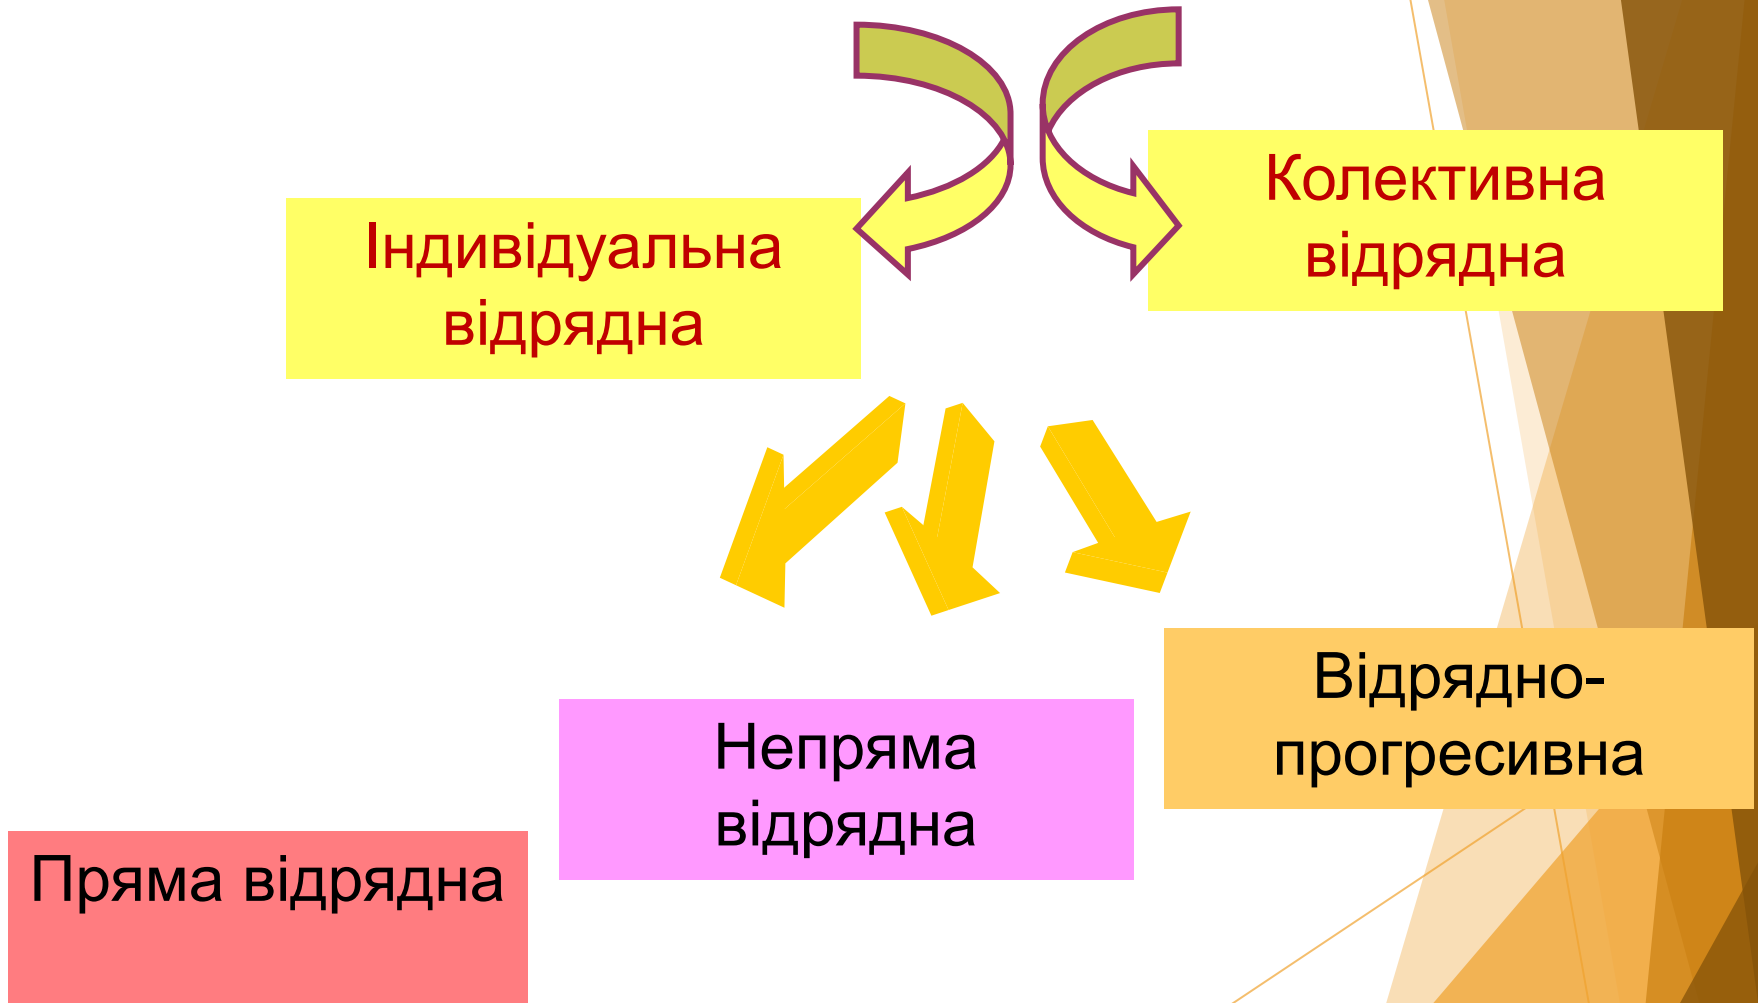 Колективна
відрядна
Індивідуальна
відрядна
Відрядно-
прогресивна
Непряма
відрядна
Пряма відрядна